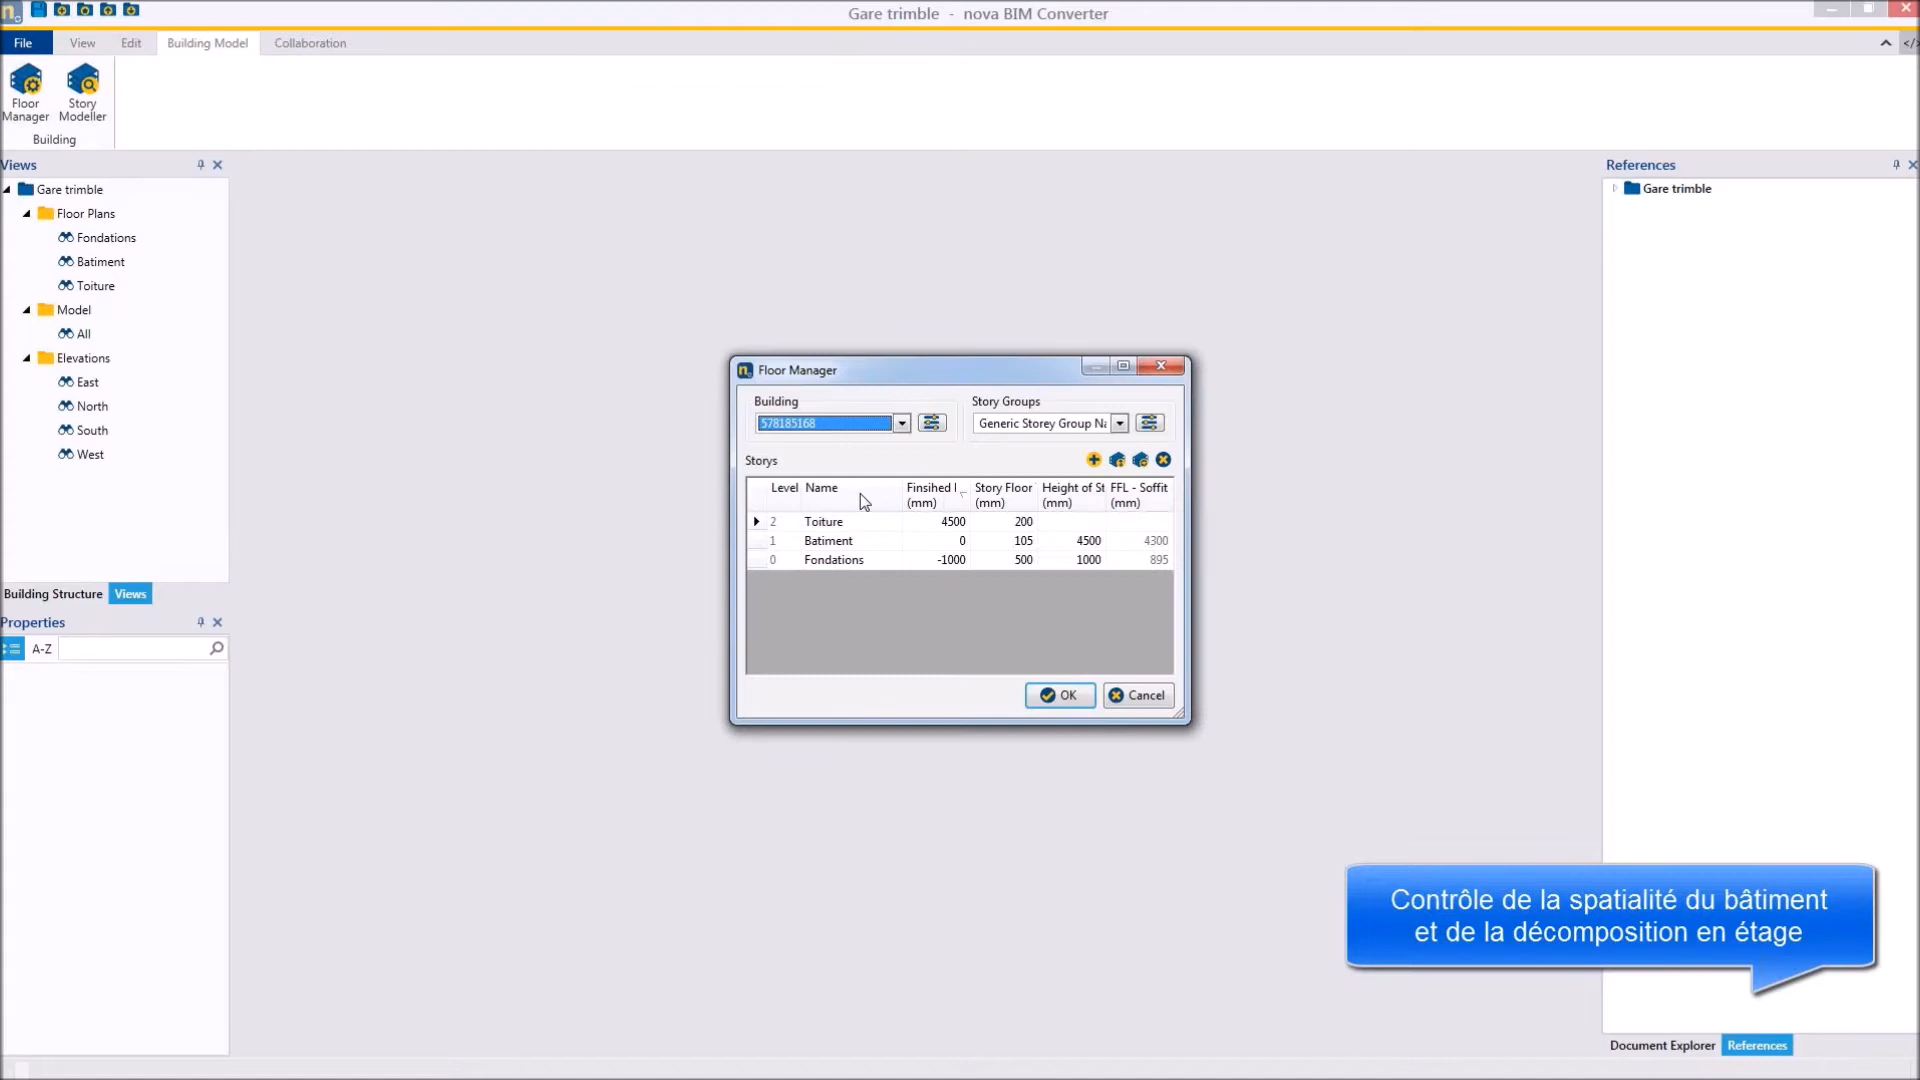 Gare trimble - nova BIM Converter
File View Edit Building Model Collaboration
Floor Manager
Story Modeller
Building
Views
Gare trimble
Floor Plans
Fondations
Batiment
Toiture
Model
All
Elevations
East
North
South
West
Building Structure Views
Properties
A-Z
References
Gare trimble
Floor Manager
Building
578185168
Story Groups
Generic Storey Group Na
Storys
Level Name Finsihed l (mm) Story Floor (mm) Height of St (mm) FFL - Soffit (mm)
2 Toiture 4500 200
1 Batiment 0 105 4500 4300
0 Fondations -1000 500 1000 895
OK Cancel
Contrôle de la spatialité du bâtiment
et de la décomposition en étage
Document Explorer References